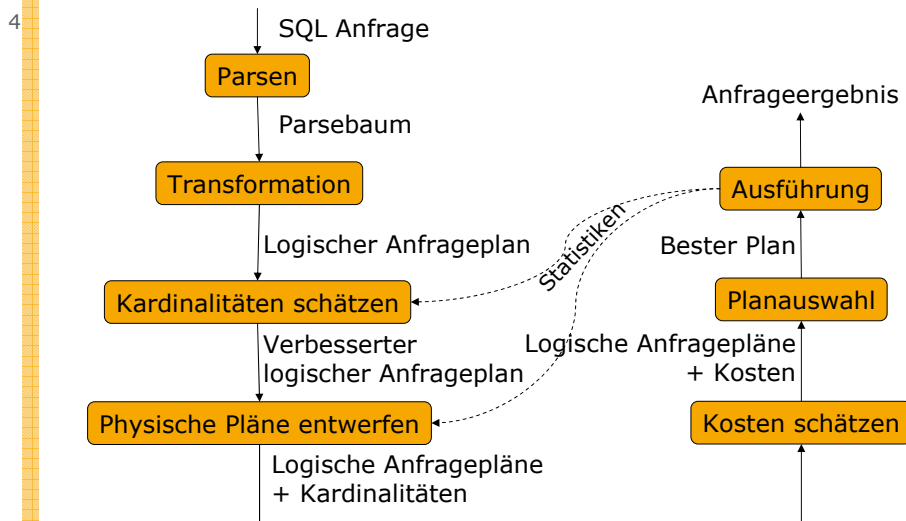 4
SQL Anfrage
Parsen
Parsebaum
Transformation
Logischer Anfrageplan
Kardinalitäten schätzen
Verbesserter
logischer Anfrageplan
Physische Pläne entwerfen
Logische Anfragepläne
+ Kardinalitäten
Statistiken
Anfrageergebnis
Ausführung
Bester Plan
Planauswahl
Logische Anfragepläne
+ Kosten
Kosten schätzen